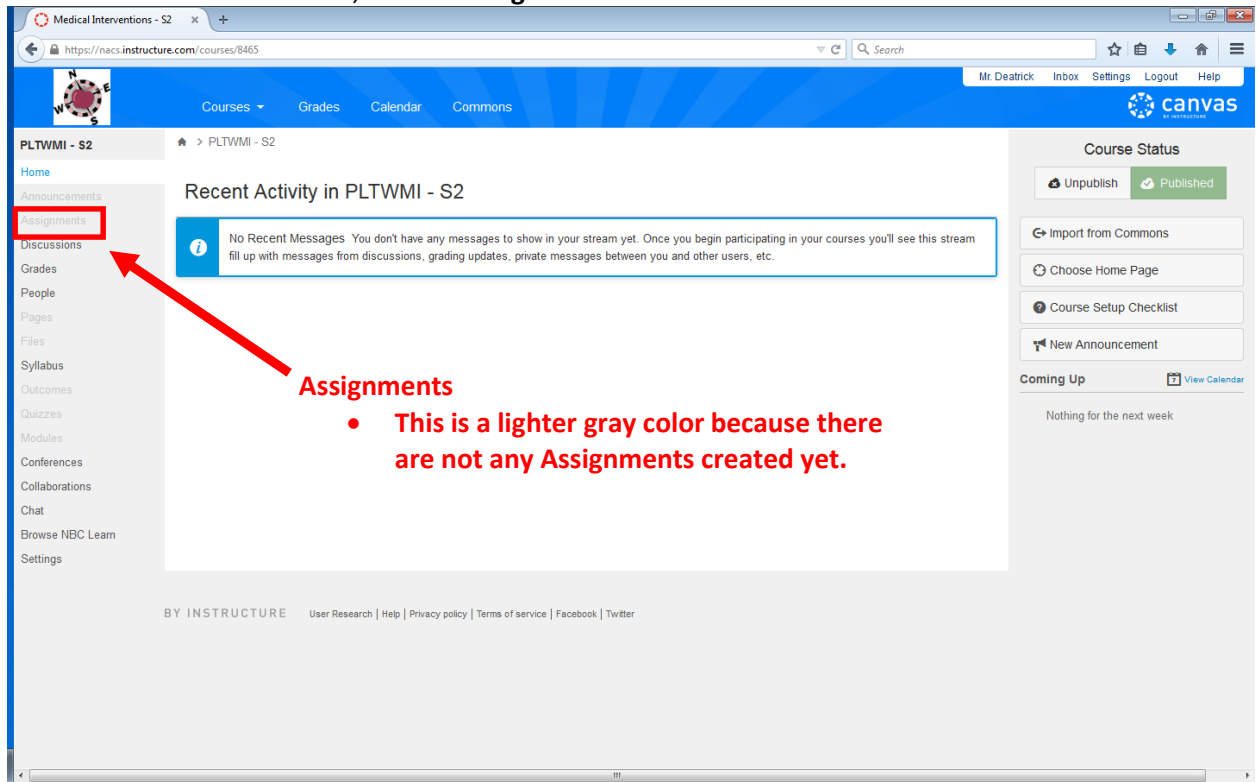 Medical Interventions - S2
https://nacs.instructure.com/courses/8465
Search
Mr. Deatrick Inbox Settings Logout Help
N E W S
Courses Grades Calendar Commons
canvas
BY INSTRUCTURE
PLTWMI - S2
Home
Announcements
Assignments
Discussions
Grades
People
Pages
Files
Syllabus
Outcomes
Quizzes
Modules
Conferences
Collaborations
Chat
Browse NBC Learn
Settings
> PLTWMI - S2
Recent Activity in PLTWMI - S2
No Recent Messages You don't have any messages to show in your stream yet. Once you begin participating in your courses you'll see this stream
fill up with messages from discussions, grading updates, private messages between you and other users, etc.
Assignments
• This is a lighter gray color because there
are not any Assignments created yet.
Course Status
Unpublish Published
Import from Commons
Choose Home Page
Course Setup Checklist
New Announcement
Coming Up 7 View Calendar
Nothing for the next week
BY INSTRUCTURE User Research | Help | Privacy policy | Terms of service | Facebook | Twitter